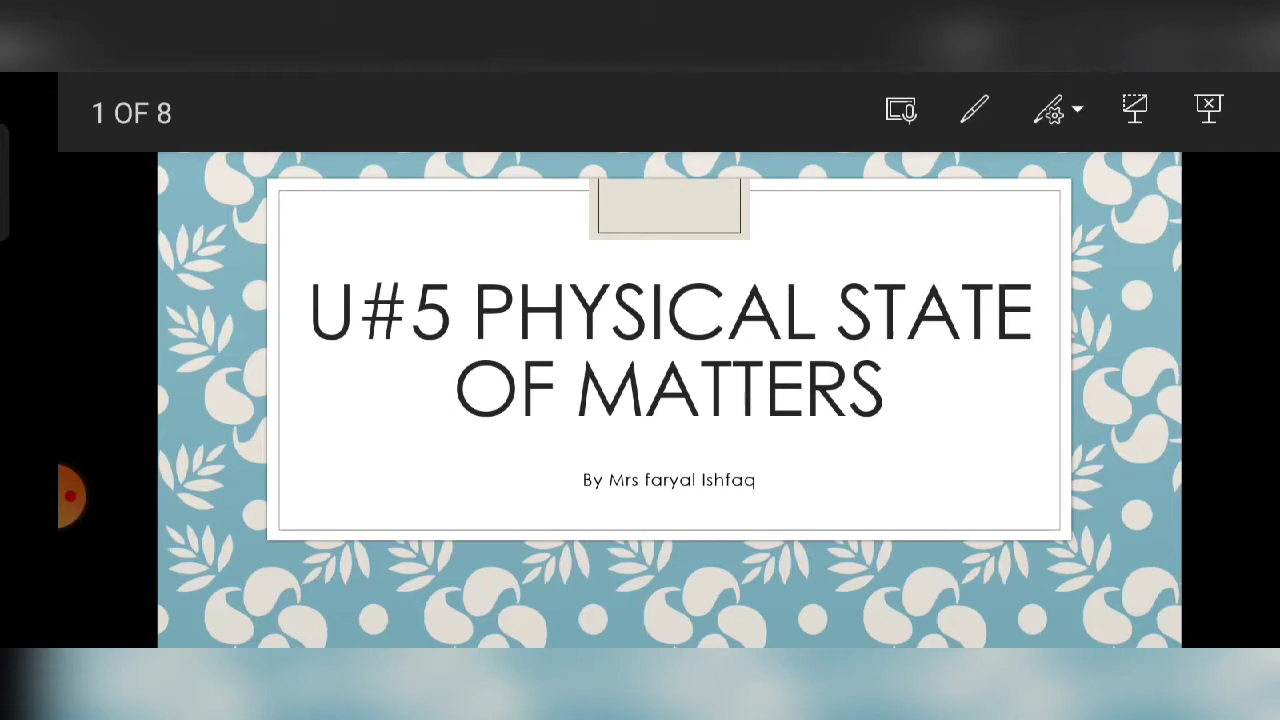 1 OF 8
U#5 PHYSICAL STATE
OF MATTERS
By Mrs faryal Ishfaq